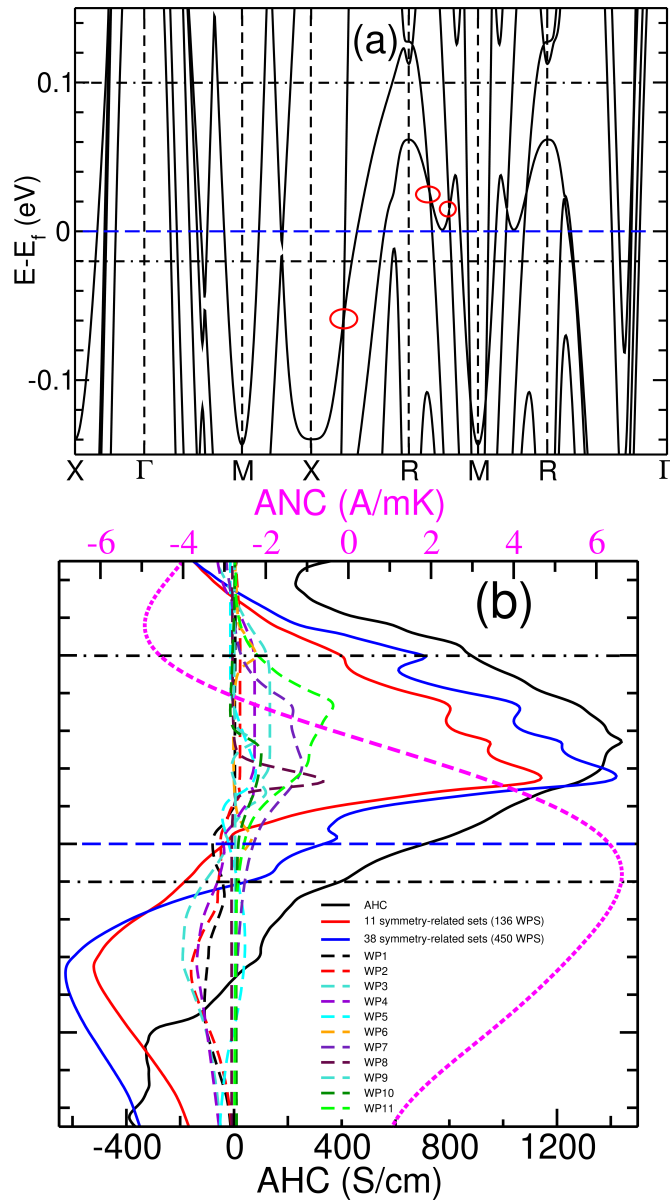 (a)
E-Ef (eV)
0.1
0
-0.1
X Γ M X R M R Γ
ANC (A/mK)
-6 -4 -2 0 2 4 6
(b)
AHC
11 symmetry-related sets (136 WPS)
38 symmetry-related sets (450 WPS)
WP1
WP2
WP3
WP4
WP5
WP6
WP7
WP8
WP9
WP10
WP11
-400 0 400 800 1200
AHC (S/cm)